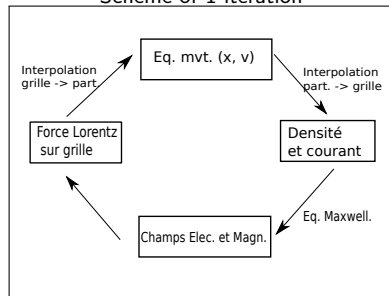 Scheme of 1 iteration
Eq. mvt. (x, v)
Interpolation
grille -> part.
Interpolation
part. -> grille
Force Lorentz
sur grille
Densité
et courant
Eq. Maxwell.
Champs Elec. et Magn.